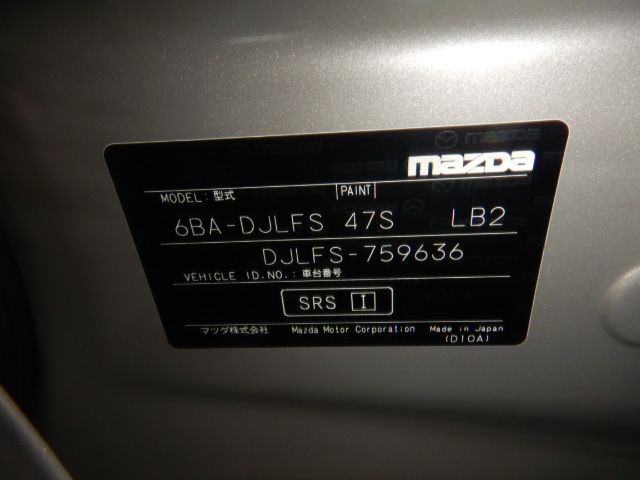 mazda
MODEL: 型式 PAINT
6BA-DJLFS 47S LB2
DJLFS-759636
VEHICLE ID.NO.: 車台番号
SRS I
マツダ株式会社 Mazda Motor Corporation Made in Japan
(D10A)